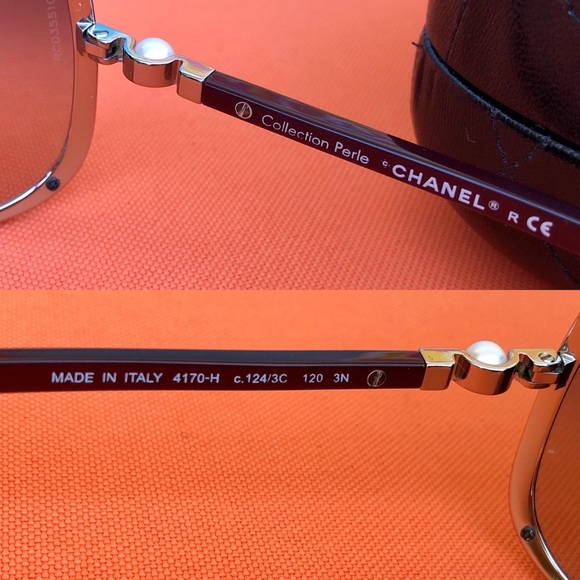 Collection Perle c. CHANEL® R CE
MADE IN ITALY 4170-H c.124/3C 120 3N